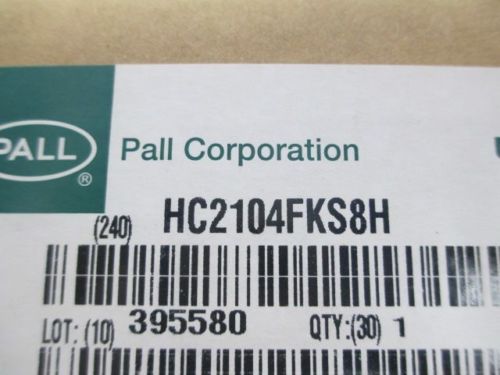 PALL ® Pall Corporation
(240) HC2104FKS8H
LOT: (10) 395580 QTY:(30) 1